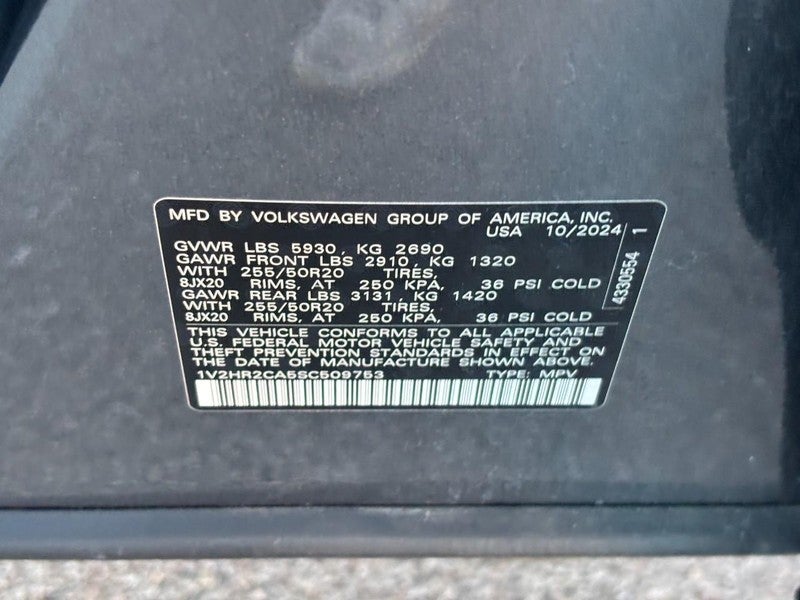 MFD BY VOLKSWAGEN GROUP OF AMERICA, INC.
USA 10/2024
GVWR LBS 5930, KG 2690
GAWR FRONT LBS 2910, KG 1320
WITH 255/50R20 TIRES,
8JX20 RIMS, AT 250 KPA, 36 PSI COLD
GAWR REAR LBS 3131, KG 1420
WITH 255/50R20 TIRES,
8JX20 RIMS, AT 250 KPA, 36 PSI COLD
THIS VEHICLE CONFORMS TO ALL APPLICABLE
U.S. FEDERAL MOTOR VEHICLE SAFETY AND
THEFT PREVENTION STANDARDS IN EFFECT ON
THE DATE OF MANUFACTURE SHOWN ABOVE.
1V2HR2CA5SC509753 TYPE: MPV
4330554 1